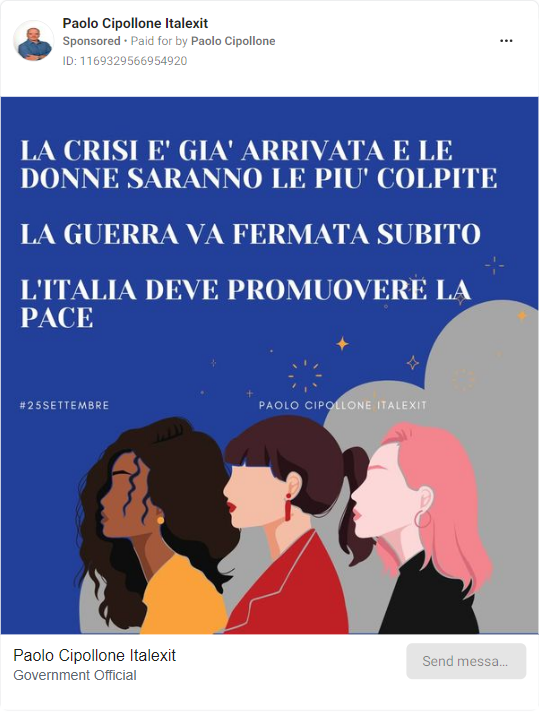 Paolo Cipollone Italexit
Sponsored • Paid for by Paolo Cipollone
ID: 1169329566954920
LA CRISI E' GIA' ARRIVATA E LE
DONNE SARANNO LE PIU' COLPITE
LA GUERRA VA FERMATA SUBITO
L'ITALIA DEVE PROMUOVERE LA
PACE
#25SETTEMBRE
PAOLO CIPOLLONE ITALEXIT
Paolo Cipollone Italexit
Government Official
Send messa...